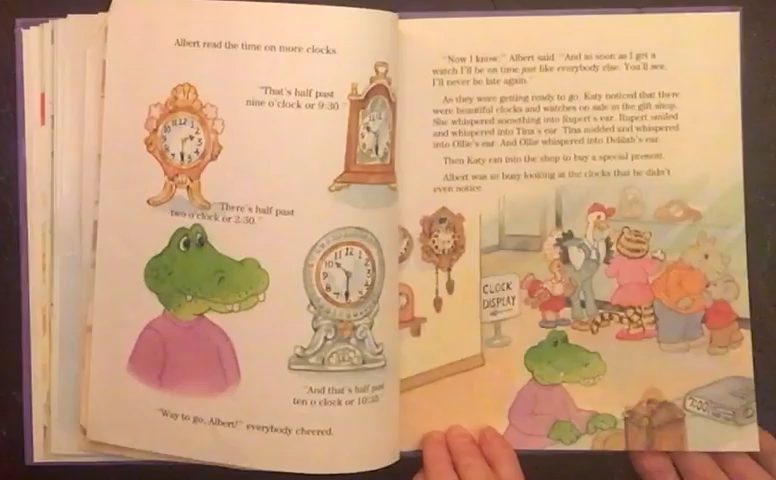 Albert read the time on more clocks.
"That's half past
nine o'clock or 9:30."
"There's half past
two o'clock or 2:30."
"And that's half past
ten o'clock or 10:30."
"Way to go, Albert!" everybody cheered.
"Now I know," Albert said. "And as soon as I get a
watch I'll be on time just like everybody else. You'll see.
I'll never be late again."
As they were getting ready to go, Katy noticed that there
were beautiful clocks and watches on sale in the gift shop.
She whispered something into Rupert's ear. Rupert smiled
and whispered into Tina's ear. Tina nodded and whispered
into Ollie's ear. And Ollie whispered into Delilah's ear.
Then Katy ran into the shop to buy a special present.
Albert was so busy looking at the clocks that he didn't
even notice.
CLOCK
DISPLAY
2:00